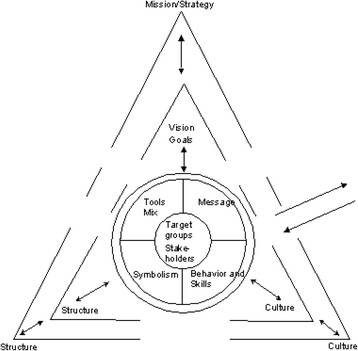 Mission/Strategy
Vision
Goals
Tools
Mix
Message
Target
groups
Stake-
holders
Symbolism
Behavior and
Skills
Structure
Culture
Structure
Culture